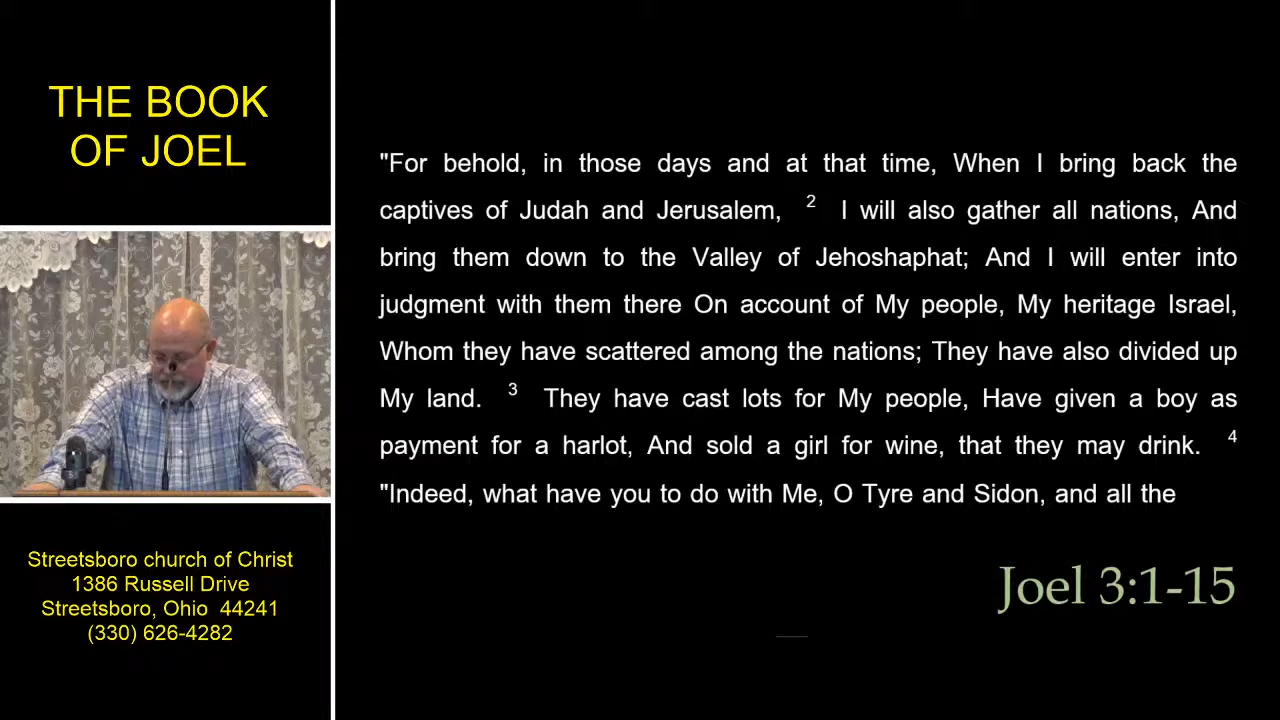 THE BOOK
OF JOEL
"For behold, in those days and at that time, When I bring back the
captives of Judah and Jerusalem, 2 I will also gather all nations, And
bring them down to the Valley of Jehoshaphat; And I will enter into
judgment with them there On account of My people, My heritage Israel,
Whom they have scattered among the nations; They have also divided up
My land. 3 They have cast lots for My people, Have given a boy as
payment for a harlot, And sold a girl for wine, that they may drink. 4
"Indeed, what have you to do with Me, O Tyre and Sidon, and all the
Joel 3:1-15
Streetsboro church of Christ
1386 Russell Drive
Streetsboro, Ohio 44241
(330) 626-4282